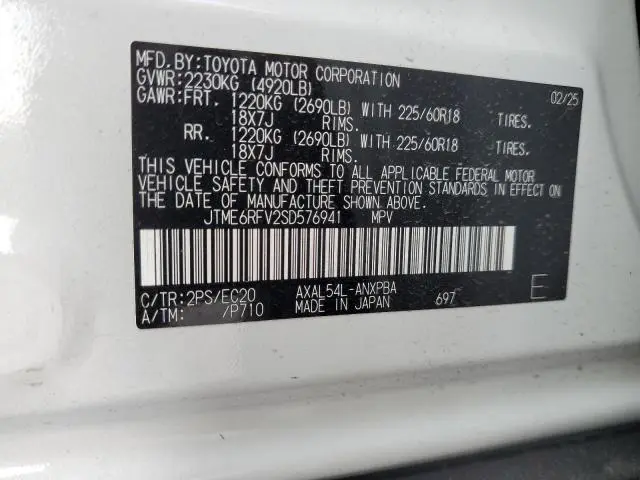 MFD.BY:TOYOTA MOTOR CORPORATION 02/25
GVWR:2230KG (4920LB)
GAWR:FRT. 1220KG (2690LB) WITH 225/60R18 TIRES.
18X7J RIMS.
RR. 1220KG (2690LB) WITH 225/60R18 TIRES.
18X7J RIMS.
THIS VEHICLE CONFORMS TO ALL APPLICABLE FEDERAL MOTOR
VEHICLE SAFETY AND THEFT PREVENTION STANDARDS IN EFFECT ON
THE DATE OF MANUFACTURE SHOWN ABOVE.
JTME6RFV2SD576941 MPV
C/TR:2PS/EC20 AXAL54L-ANXPBA E
A/TM: /P710 MADE IN JAPAN 697